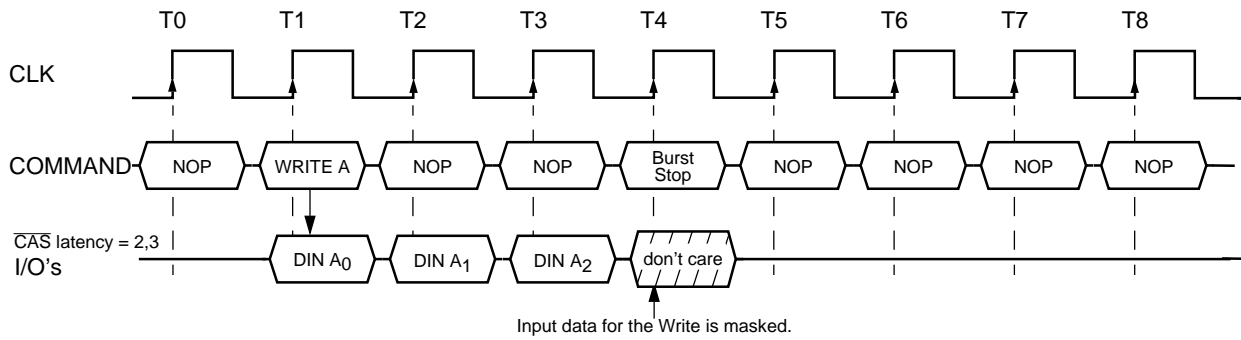 T0 T1 T2 T3 T4 T5 T6 T7 T8
CLK
COMMAND NOP WRITE A NOP NOP Burst Stop NOP NOP NOP NOP
CAS latency = 2,3
I/O's DIN A0 DIN A1 DIN A2 don't care
Input data for the Write is masked.